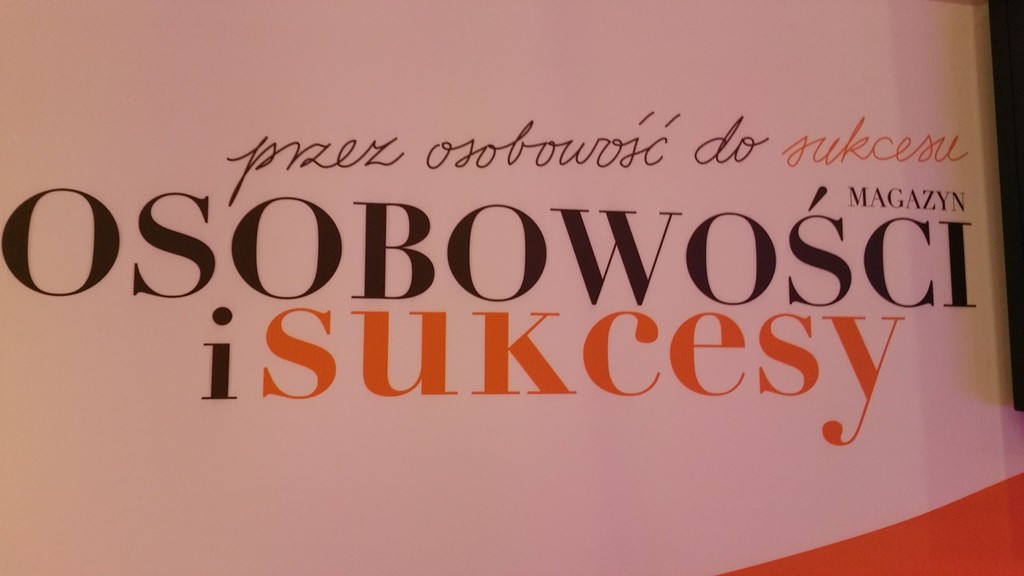 przez osobowość do sukcesu
MAGAZYN
OSOBOWOŚCI
i sukcesy